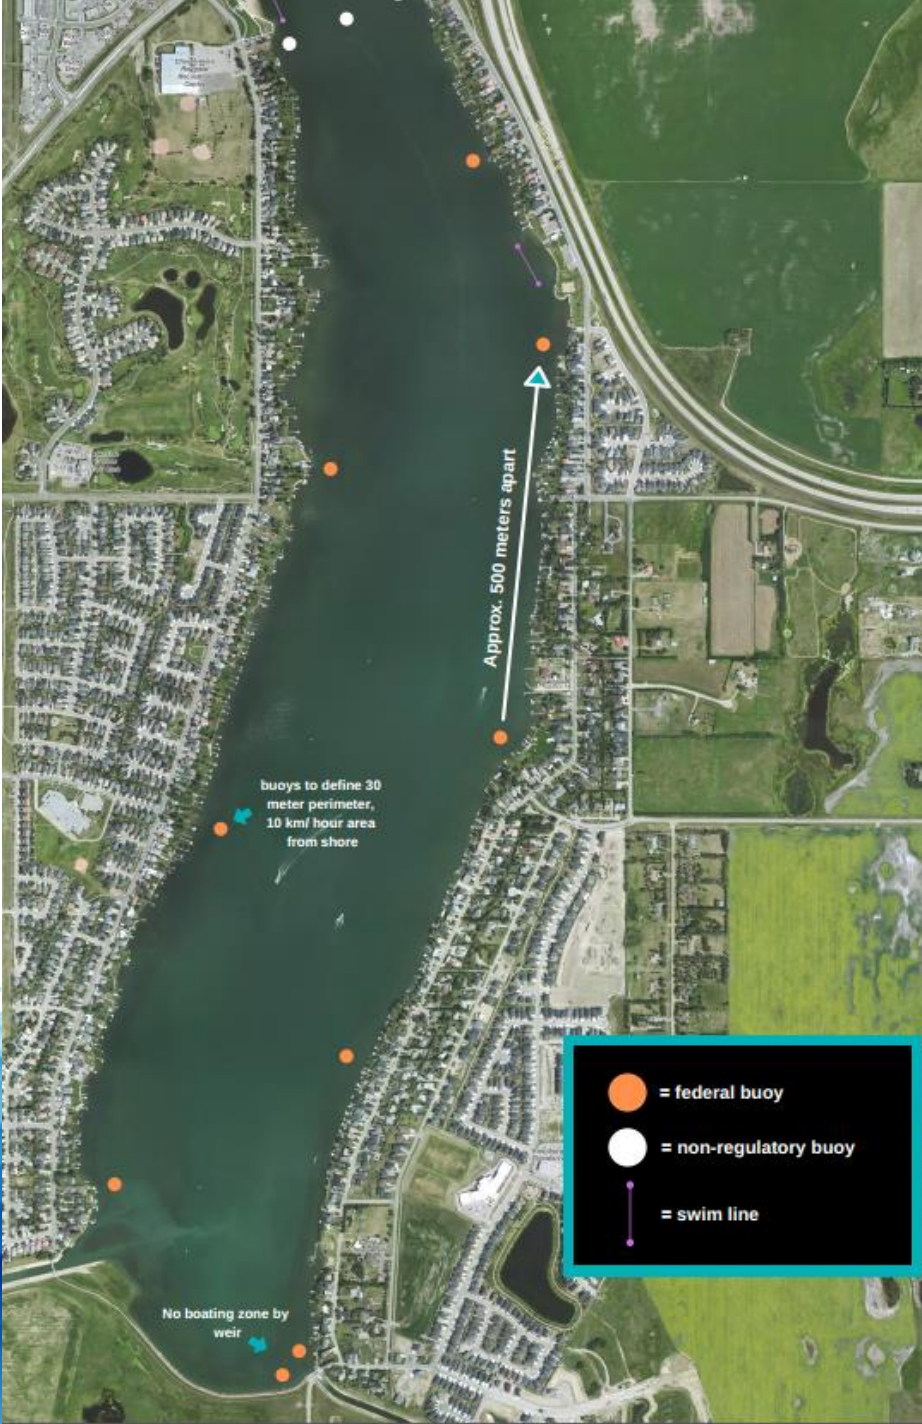 Approx. 500 meters apart
buoys to define 30
meter perimeter,
10 km/ hour area
from shore
= federal buoy
= non-regulatory buoy
= swim line
No boating zone by
weir